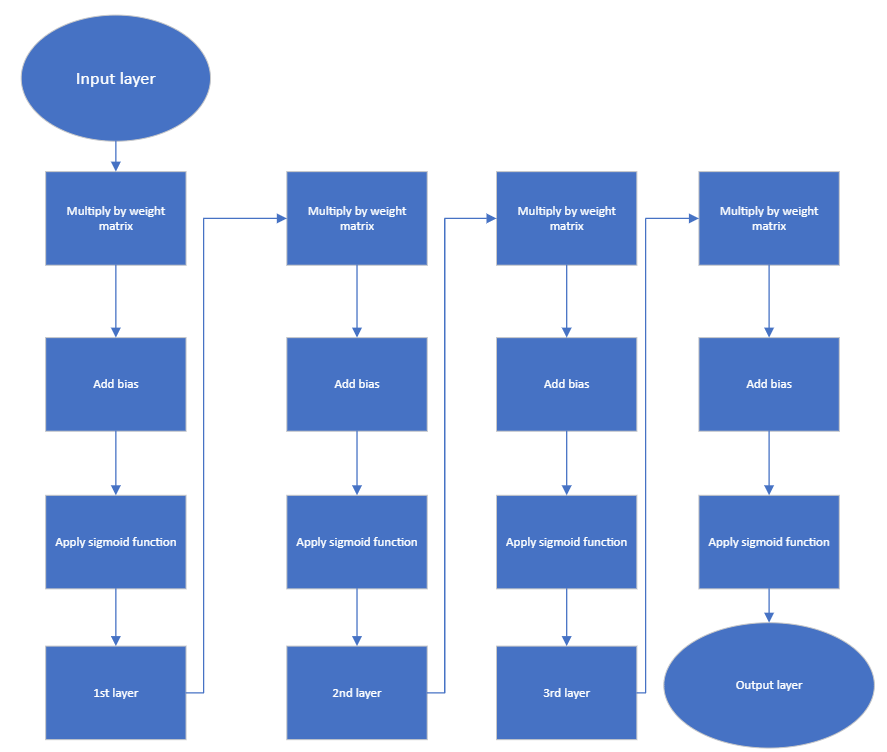 Input layer
Multiply by weight
matrix
Add bias
Apply sigmoid function
1st layer
Multiply by weight
matrix
Add bias
Apply sigmoid function
2nd layer
Multiply by weight
matrix
Add bias
Apply sigmoid function
3rd layer
Multiply by weight
matrix
Add bias
Apply sigmoid function
Output layer